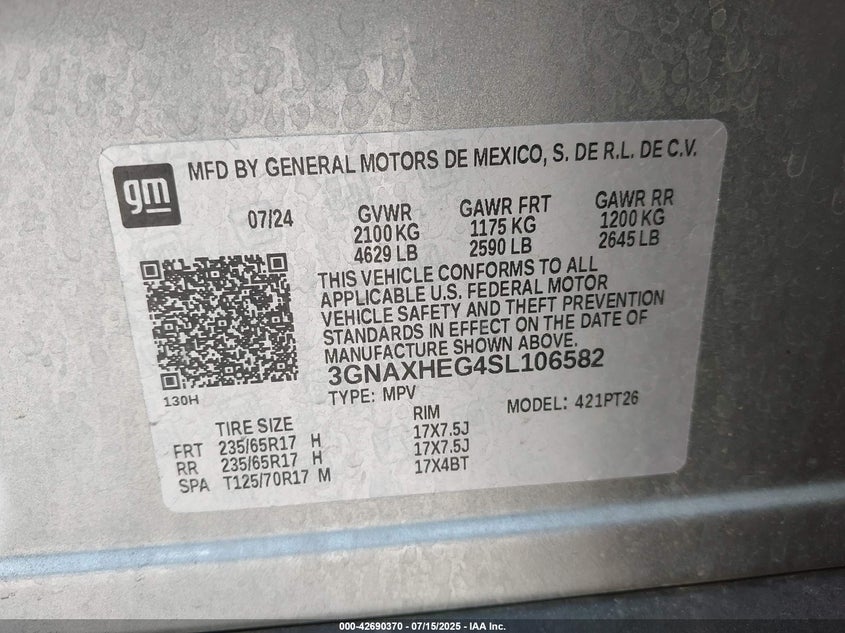 gm
MFD BY GENERAL MOTORS DE MEXICO, S. DE R.L. DE C.V.
07/24 GVWR GAWR FRT GAWR RR
2100 KG 1175 KG 1200 KG
4629 LB 2590 LB 2645 LB
THIS VEHICLE CONFORMS TO ALL
APPLICABLE U.S. FEDERAL MOTOR
VEHICLE SAFETY AND THEFT PREVENTION
STANDARDS IN EFFECT ON THE DATE OF
MANUFACTURE SHOWN ABOVE.
3GNAXHEG4SL106582
130H
TYPE: MPV
MODEL: 421PT26
TIRE SIZE RIM
FRT 235/65R17 H 17X7.5J
RR 235/65R17 H 17X7.5J
SPA T125/70R17 M 17X4BT
000-42690370 - 07/15/2025 - IAA Inc.